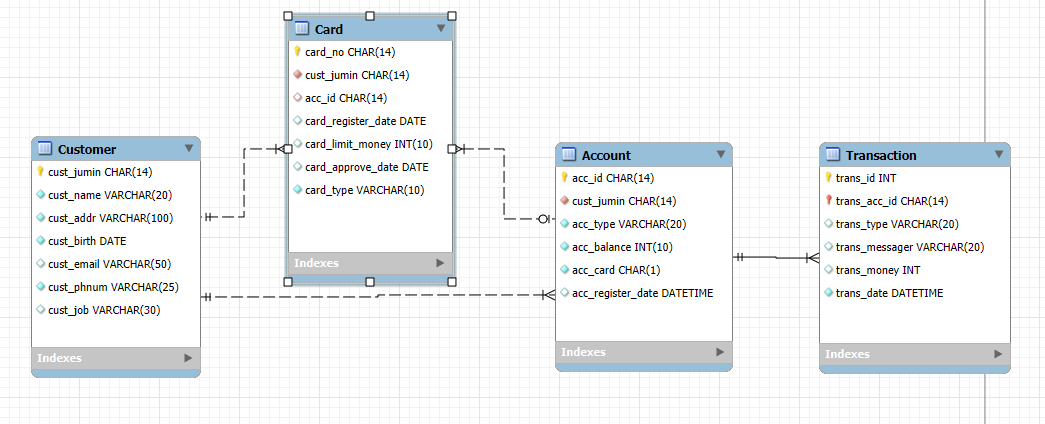 Card
card_no CHAR(14)
cust_jumin CHAR(14)
acc_id CHAR(14)
card_register_date DATE
card_limit_money INT(10)
card_approve_date DATE
card_type VARCHAR(10)
Indexes
Customer
cust_jumin CHAR(14)
cust_name VARCHAR(20)
cust_addr VARCHAR(100)
cust_birth DATE
cust_email VARCHAR(50)
cust_phnum VARCHAR(25)
cust_job VARCHAR(30)
Indexes
Account
acc_id CHAR(14)
cust_jumin CHAR(14)
acc_type VARCHAR(20)
acc_balance INT(10)
acc_card CHAR(1)
acc_register_date DATETIME
Indexes
Transaction
trans_id INT
trans_acc_id CHAR(14)
trans_type VARCHAR(20)
trans_messager VARCHAR(20)
trans_money INT
trans_date DATETIME
Indexes